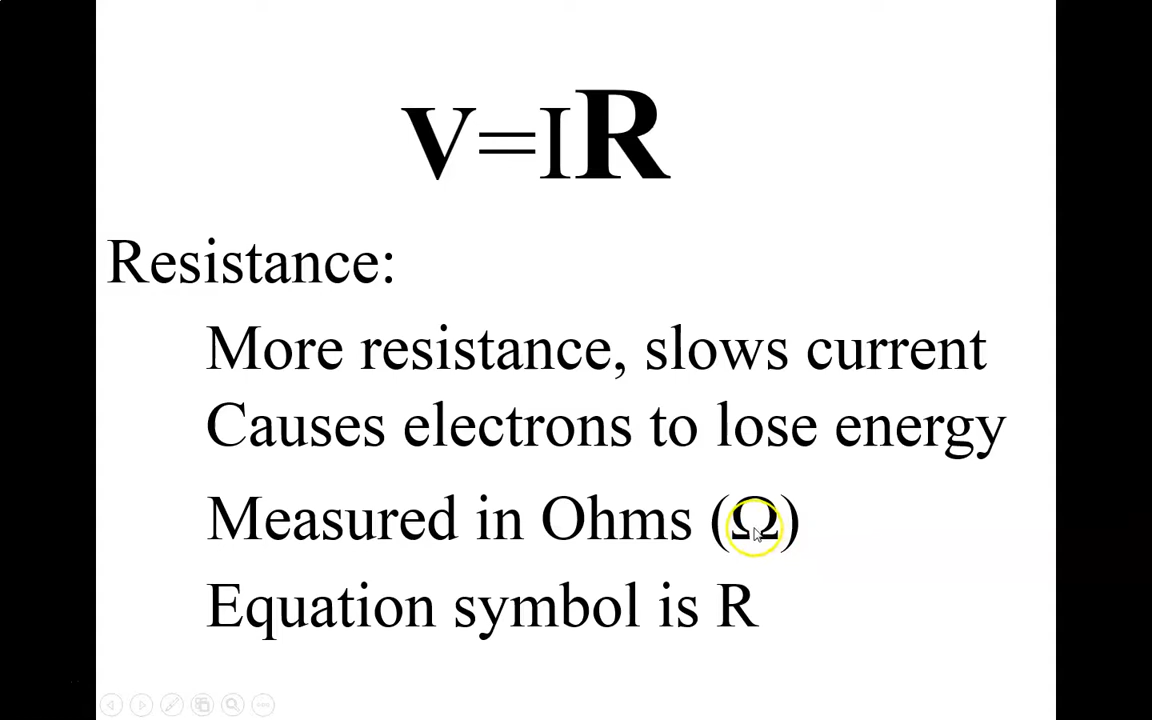 V=IR
Resistance:
More resistance, slows current
Causes electrons to lose energy
Measured in Ohms (Ω)
Equation symbol is R